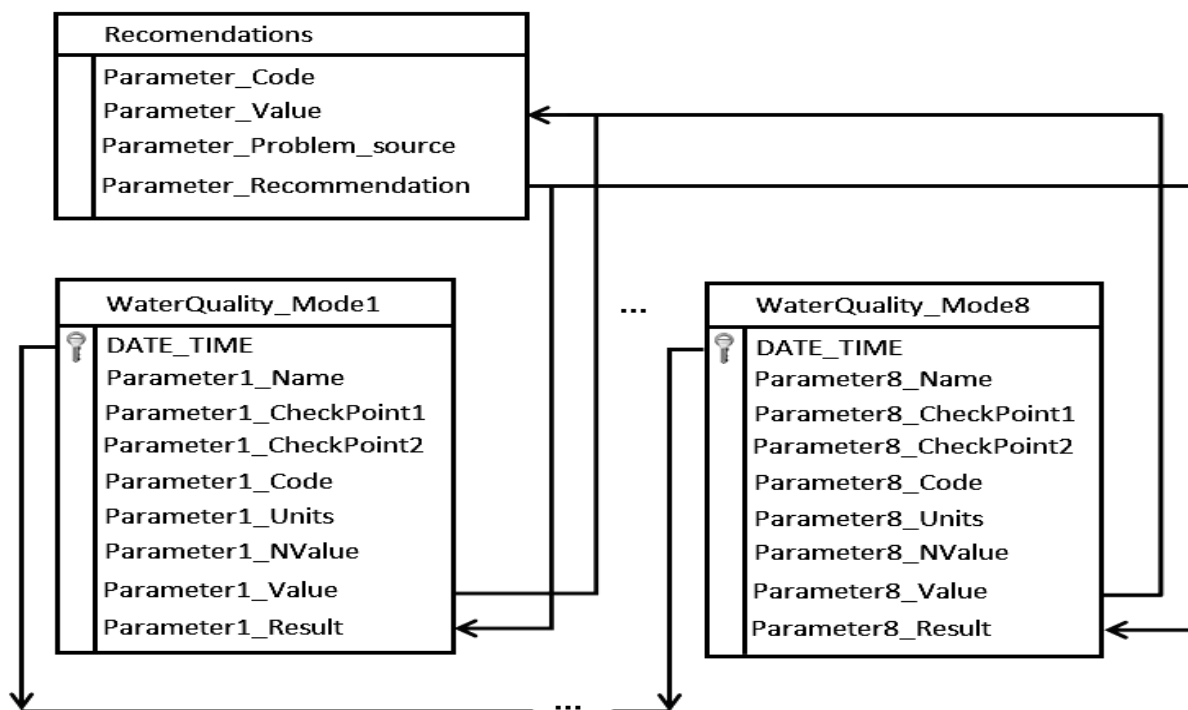 Recomendations
Parameter_Code
Parameter_Value
Parameter_Problem_source
Parameter_Recommendation
WaterQuality_Mode1
DATE_TIME
Parameter1_Name
Parameter1_CheckPoint1
Parameter1_CheckPoint2
Parameter1_Code
Parameter1_Units
Parameter1_NValue
Parameter1_Value
Parameter1_Result
...
WaterQuality_Mode8
DATE_TIME
Parameter8_Name
Parameter8_CheckPoint1
Parameter8_CheckPoint2
Parameter8_Code
Parameter8_Units
Parameter8_NValue
Parameter8_Value
Parameter8_Result
...